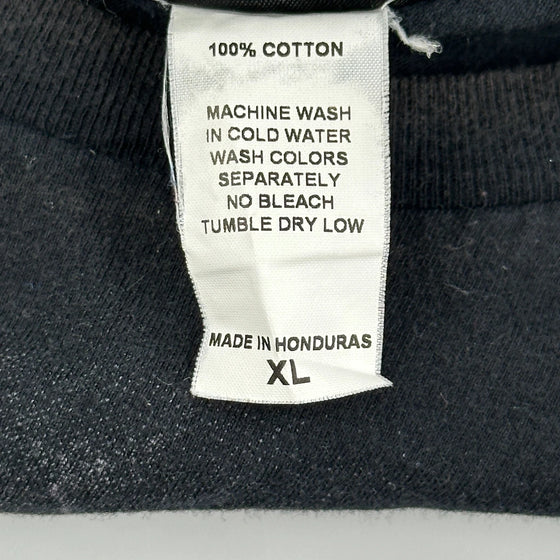 100% COTTON
MACHINE WASH
IN COLD WATER
WASH COLORS
SEPARATELY
NO BLEACH
TUMBLE DRY LOW
MADE IN HONDURAS
XL